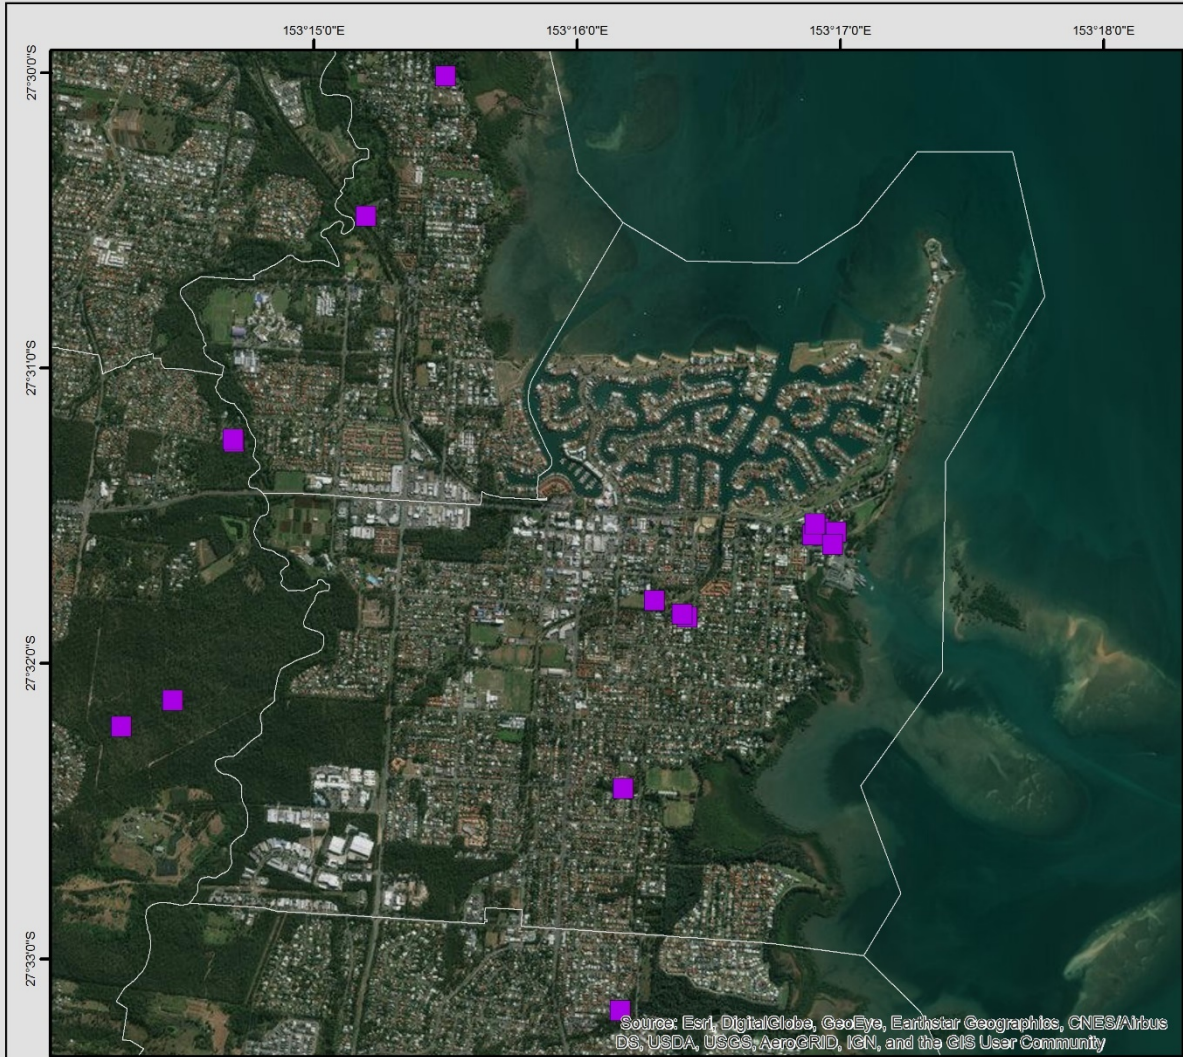 153°15'0"E
153°16'0"E
153°17'0"E
153°18'0"E
27°30'0"S
27°31'0"S
27°32'0"S
27°33'0"S
Source: Esri, DigitalGlobe, GeoEye, Earthstar Geographics, CNES/Airbus
DS, USDA, USGS, AeroGRID, IGN, and the GIS User Community